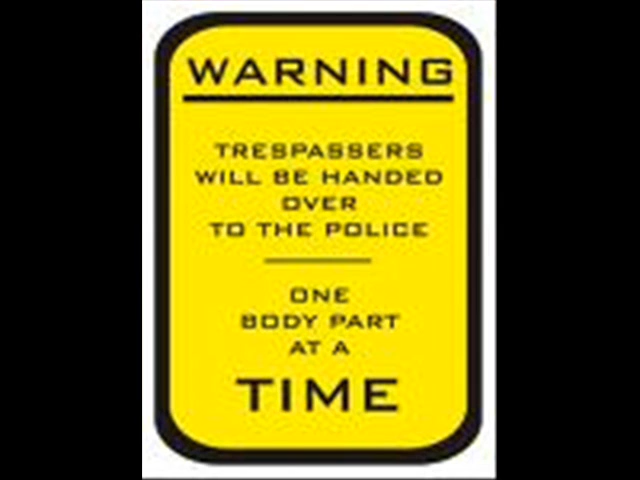 WARNING
TRESPASSERS
WILL BE HANDED
OVER
TO THE POLICE
ONE
BODY PART
AT A
TIME